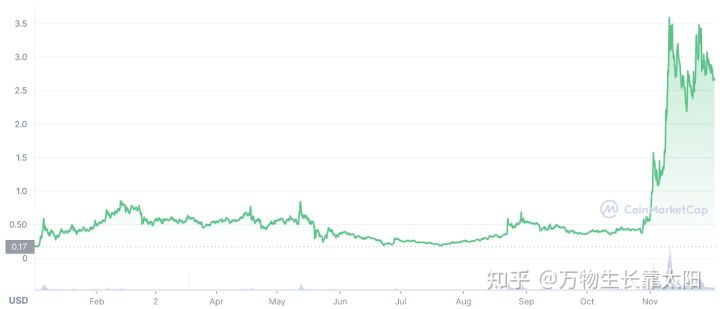 3.5
3.0
2.5
2.0
1.5
1.0
CoinMarketCap
0.50
0.17
0
知乎 @万物生长靠太阳
USD
Feb 2 Apr May Jun Jul Aug Sep Oct Nov